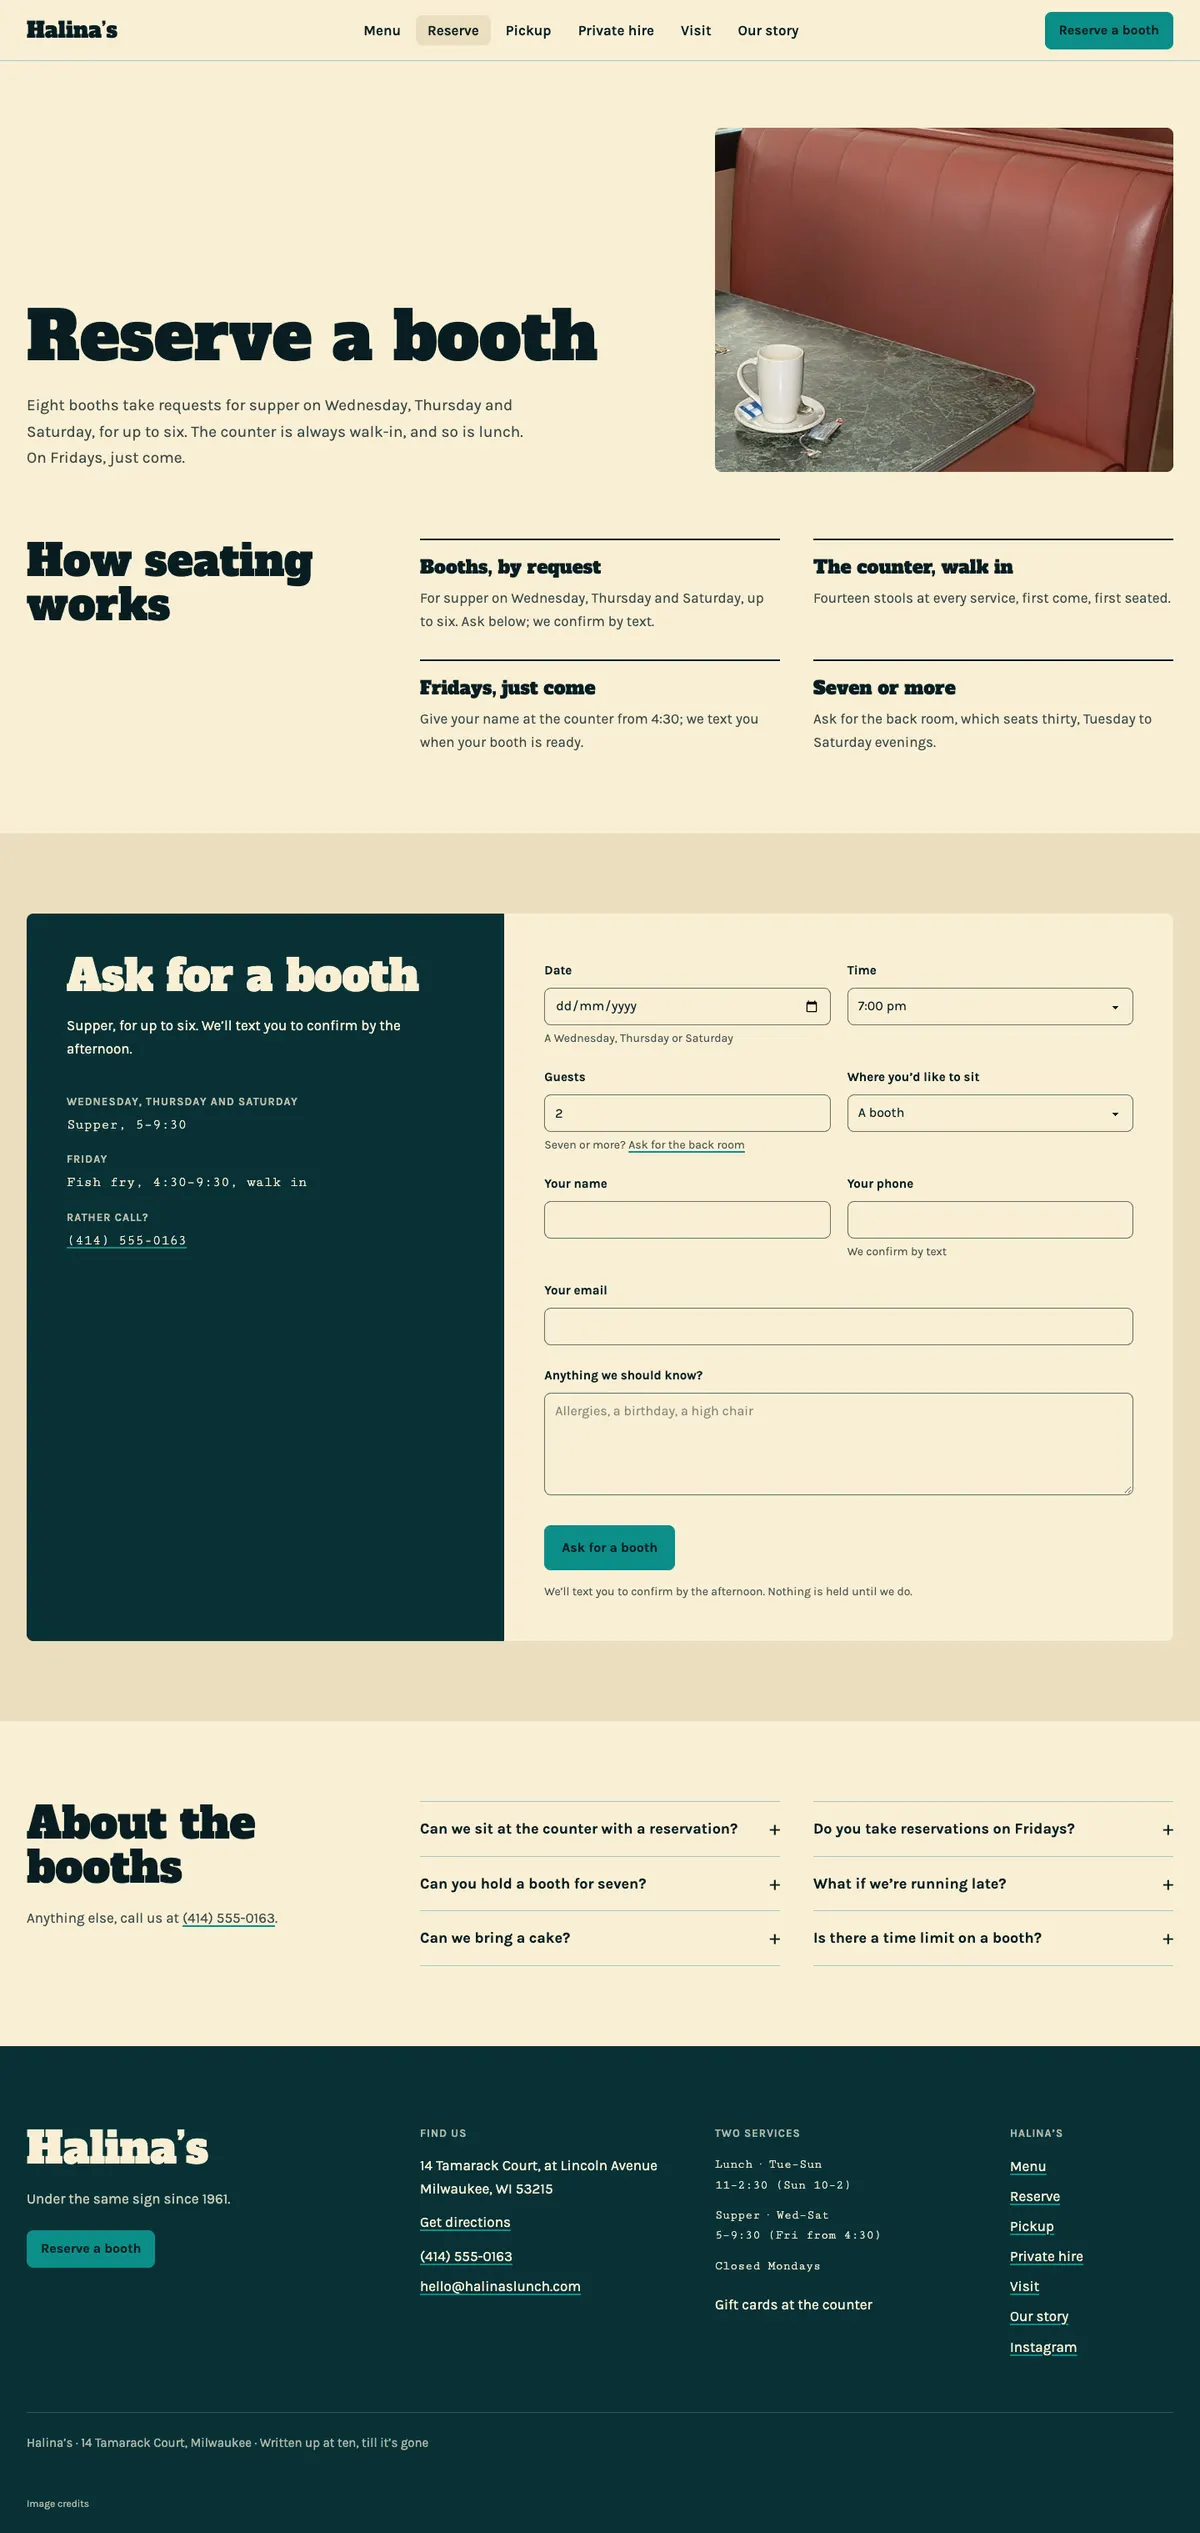 Halina's
Menu
Reserve
Pickup
Private hire
Visit
Our story
Reserve a booth
Reserve a booth
Eight booths take requests for supper on Wednesday, Thursday and
Saturday, for up to six. The counter is always walk-in, and so is lunch.
On Fridays, just come.
How seating
works
Booths, by request
For supper on Wednesday, Thursday and Saturday, up
to six. Ask below; we confirm by text.
The counter, walk in
Fourteen stools at every service, first come, first seated.
Fridays, just come
Give your name at the counter from 4:30; we text you
when your booth is ready.
Seven or more
Ask for the back room, which seats thirty, Tuesday to
Saturday evenings.
Ask for a booth
Supper, for up to six. We'll text you to confirm by the
afternoon.
WEDNESDAY, THURSDAY AND SATURDAY
Supper, 5–9:30
FRIDAY
Fish fry, 4:30–9:30, walk in
RATHER CALL?
(414) 555-0163
Date
dd/mm/yyyy
A Wednesday, Thursday or Saturday
Time
7:00 pm
Guests
2
Seven or more? Ask for the back room
Where you'd like to sit
A booth
Your name
Your phone
We confirm by text
Your email
Anything we should know?
Allergies, a birthday, a high chair
Ask for a booth
We'll text you to confirm by the afternoon. Nothing is held until we do.
About the
booths
Anything else, call us at (414) 555-0163.
Can we sit at the counter with a reservation? +
Do you take reservations on Fridays? +
Can you hold a booth for seven? +
What if we're running late? +
Can we bring a cake? +
Is there a time limit on a booth? +
Halina's
Under the same sign since 1961.
Reserve a booth
FIND US
14 Tamarack Court, at Lincoln Avenue
Milwaukee, WI 53215
Get directions
(414) 555-0163
hello@halinaslunch.com
TWO SERVICES
Lunch · Tue–Sun
11–2:30 (Sun 10–2)
Supper · Wed–Sat
5–9:30 (Fri from 4:30)
Closed Mondays
Gift cards at the counter
HALINA'S
Menu
Reserve
Pickup
Private hire
Visit
Our story
Instagram
Halina's · 14 Tamarack Court, Milwaukee · Written up at ten, till it's gone
Image credits